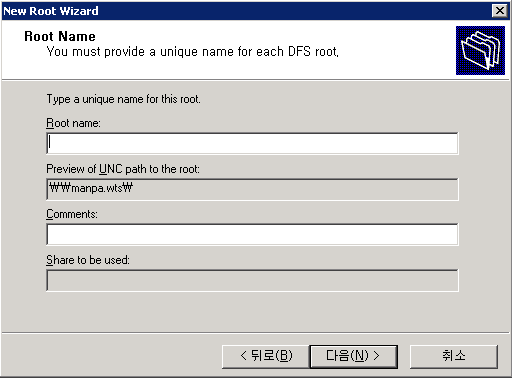 New Root Wizard
Root Name
You must provide a unique name for each DFS root.
Type a unique name for this root.
Root name:
Preview of UNC path to the root:
₩₩manpa.wts₩
Comments:
Share to be used:
< 뒤로(B)
다음(N) >
취소